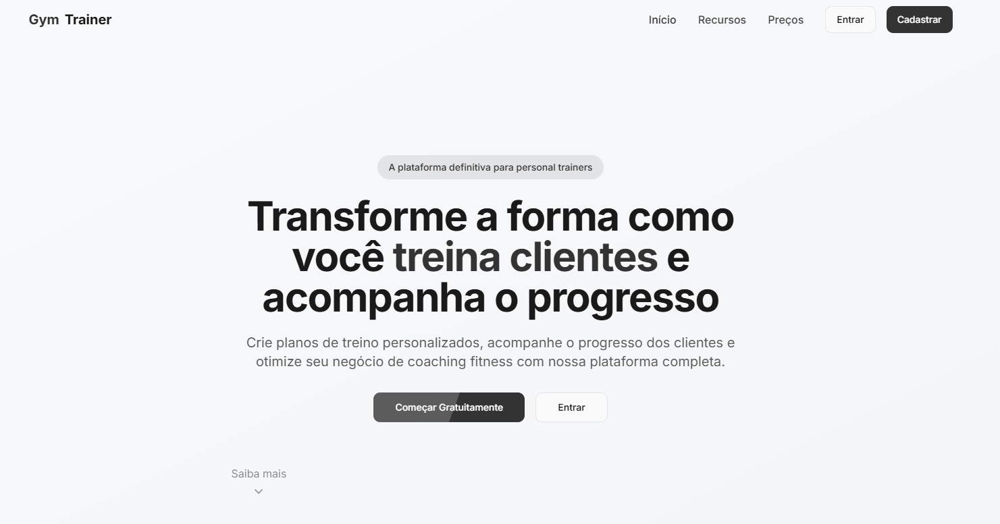 Gym Trainer
Início
Recursos
Preços
Entrar
Cadastrar
A plataforma definitiva para personal trainers
Transforme a forma como
você treina clientes e
acompanha o progresso
Crie planos de treino personalizados, acompanhe o progresso dos clientes e
otimize seu negócio de coaching fitness com nossa plataforma completa.
Começar Gratuitamente
Entrar
Saiba mais